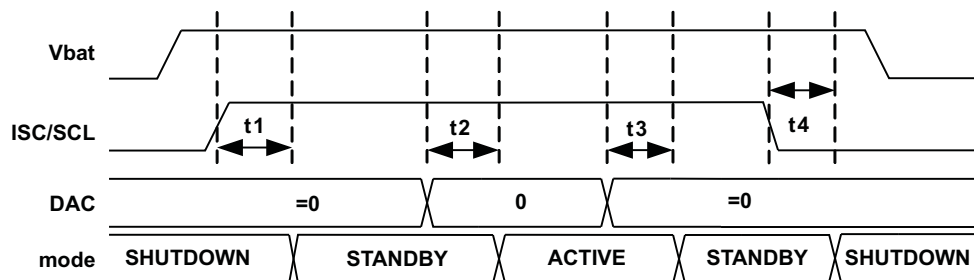 Vbat
ISC/SCL
t1
t2
t3
t4
DAC
=0
0
=0
mode
SHUTDOWN
STANDBY
ACTIVE
STANDBY
SHUTDOWN